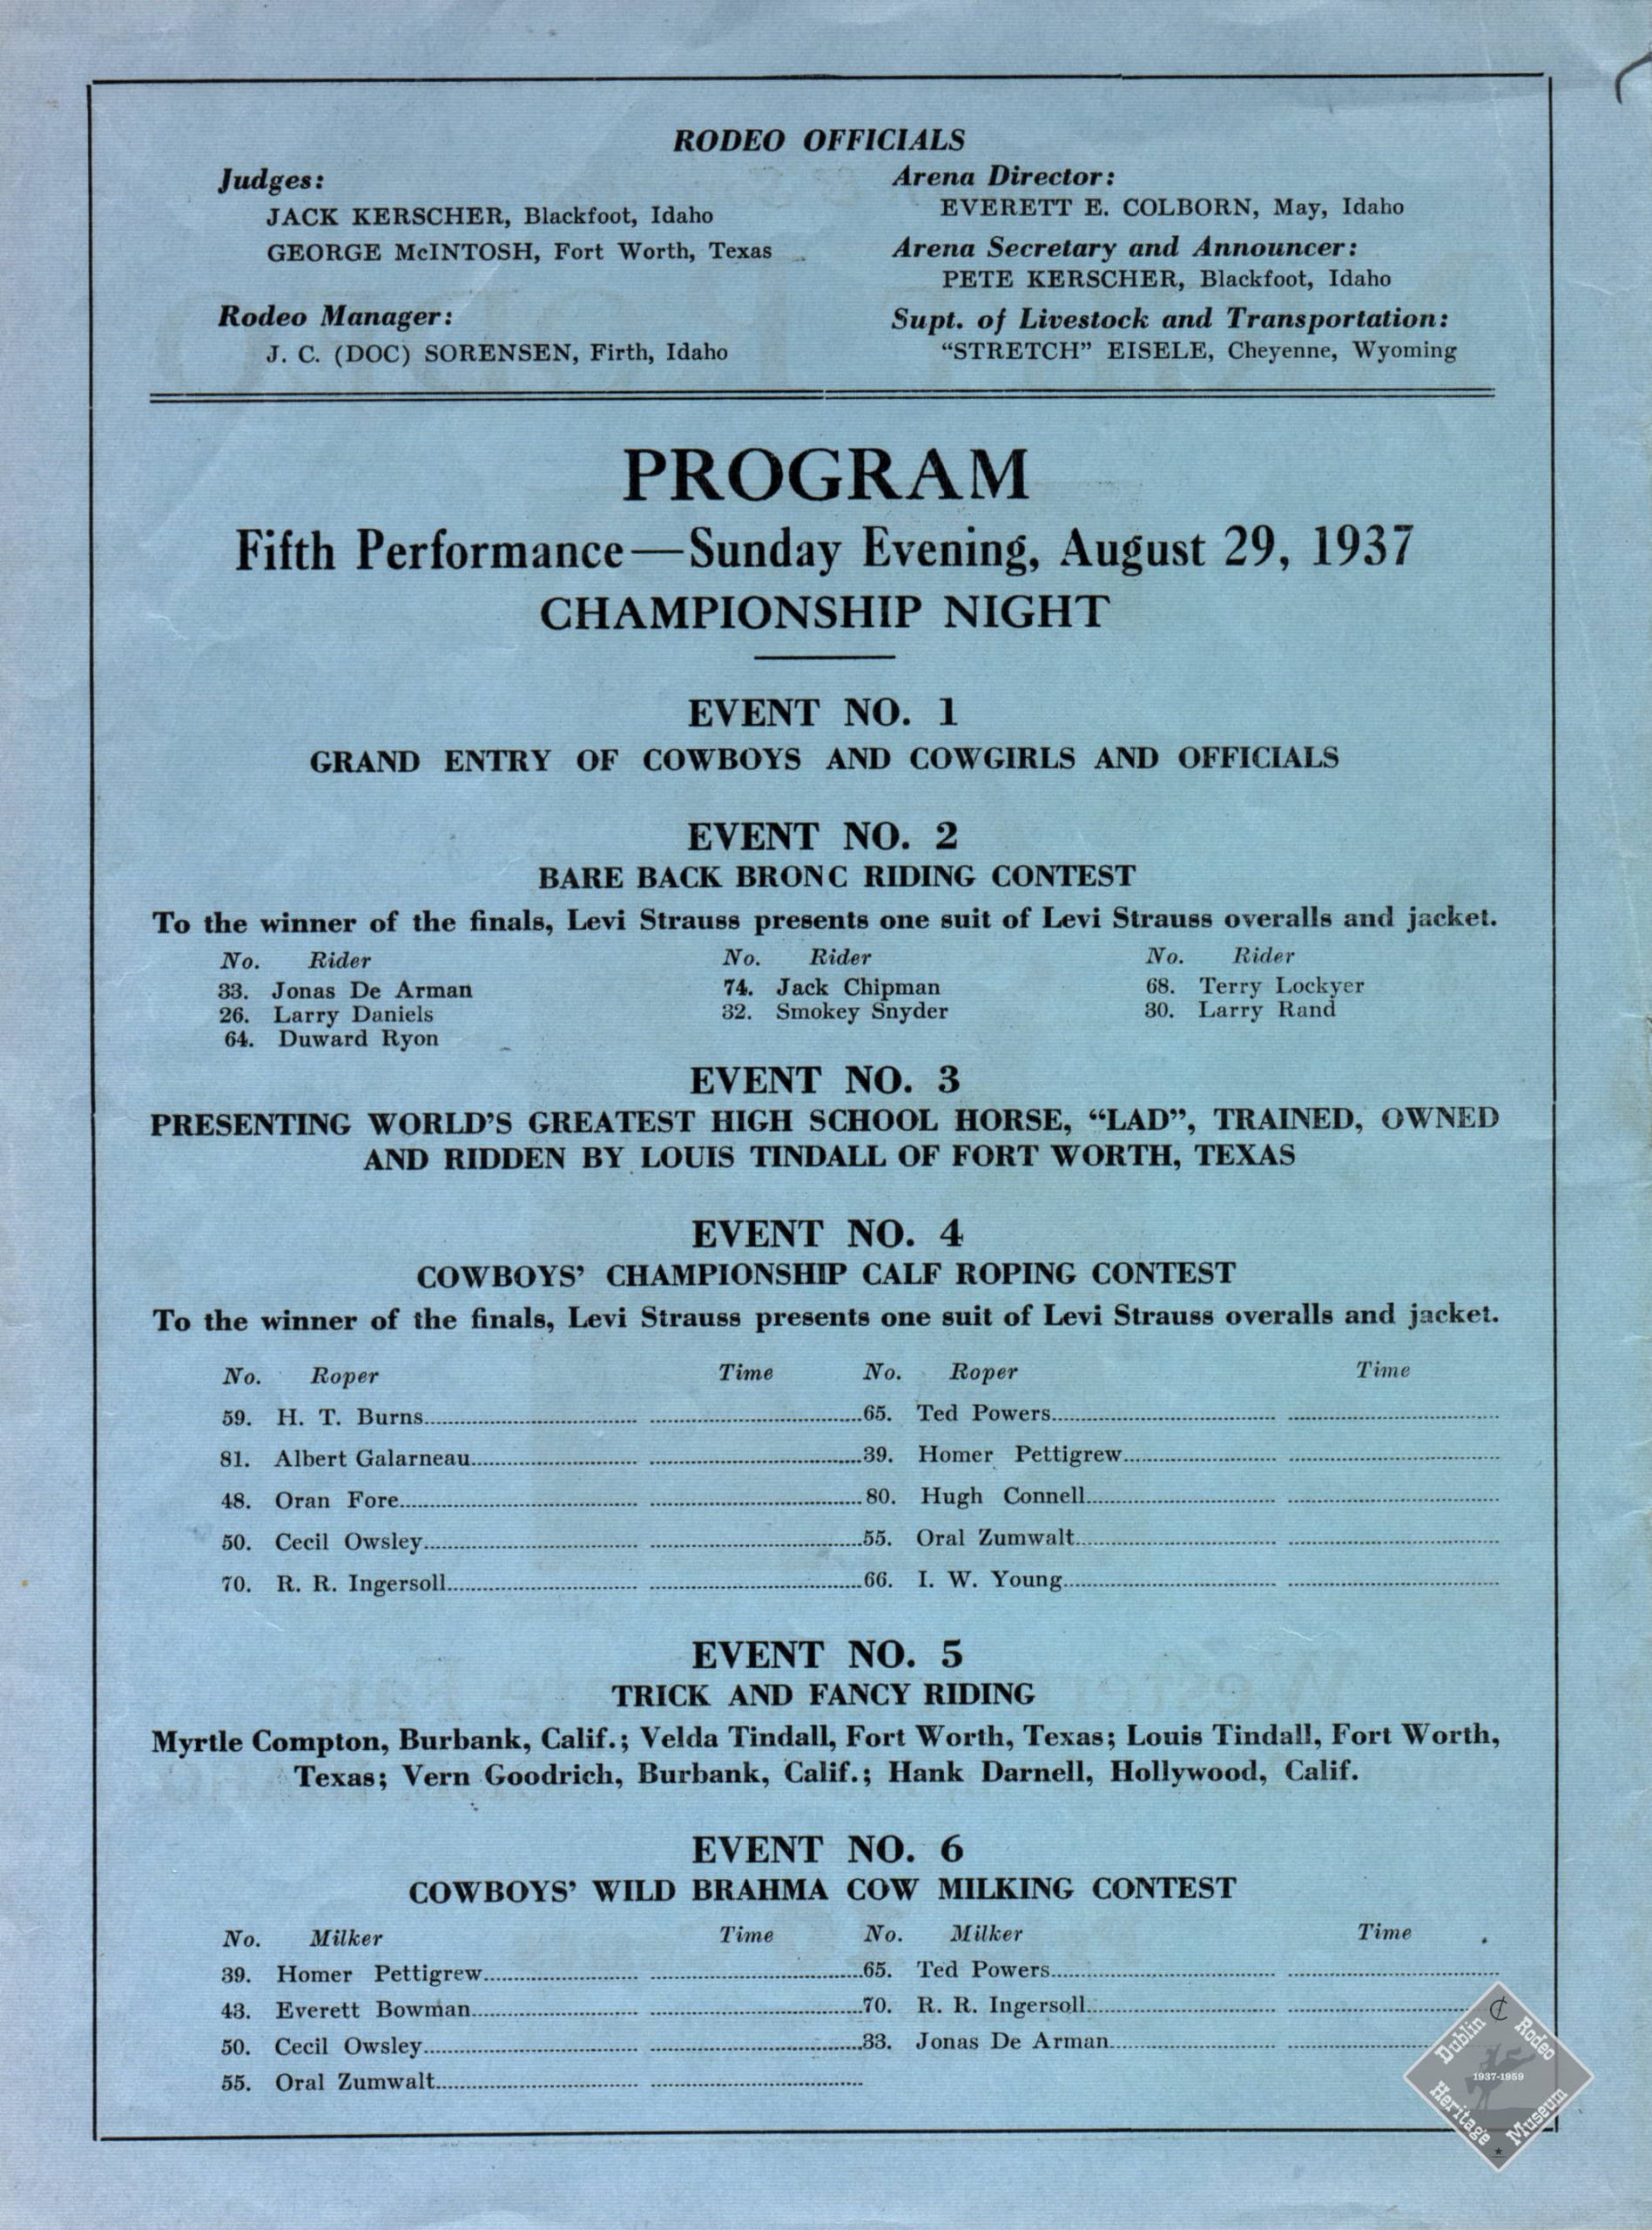 RODEO OFFICIALS
Judges:
JACK KERSCHER, Blackfoot, Idaho
GEORGE McINTOSH, Fort Worth, Texas
Rodeo Manager:
J. C. (DOC) SORENSEN, Firth, Idaho
Arena Director:
EVERETT E. COLBORN, May, Idaho
Arena Secretary and Announcer:
PETE KERSCHER, Blackfoot, Idaho
Supt. of Livestock and Transportation:
“STRETCH” EISELE, Cheyenne, Wyoming
PROGRAM
Fifth Performance—Sunday Evening, August 29, 1937
CHAMPIONSHIP NIGHT
EVENT NO. 1
GRAND ENTRY OF COWBOYS AND COWGIRLS AND OFFICIALS
EVENT NO. 2
BARE BACK BRONC RIDING CONTEST
To the winner of the finals, Levi Strauss presents one suit of Levi Strauss overalls and jacket.
No. Rider No. Rider No. Rider
33. Jonas De Arman 74. Jack Chipman 68. Terry Lockyer
26. Larry Daniels 32. Smokey Snyder 30. Larry Rand
64. Duward Ryon
EVENT NO. 3
PRESENTING WORLD’S GREATEST HIGH SCHOOL HORSE, “LAD”, TRAINED, OWNED
AND RIDDEN BY LOUIS TINDALL OF FORT WORTH, TEXAS
EVENT NO. 4
COWBOYS’ CHAMPIONSHIP CALF ROPING CONTEST
To the winner of the finals, Levi Strauss presents one suit of Levi Strauss overalls and jacket.
No. Roper Time No. Roper Time
59. H. T. Burns 65. Ted Powers
81. Albert Galarneau 39. Homer Pettigrew
48. Oran Fore 80. Hugh Connell
50. Cecil Owsley 55. Oral Zumwalt
70. R. R. Ingersoll 66. I. W. Young
EVENT NO. 5
TRICK AND FANCY RIDING
Myrtle Compton, Burbank, Calif.; Velda Tindall, Fort Worth, Texas; Louis Tindall, Fort Worth,
Texas; Vern Goodrich, Burbank, Calif.; Hank Darnell, Hollywood, Calif.
EVENT NO. 6
COWBOYS’ WILD BRAHMA COW MILKING CONTEST
No. Milker Time No. Milker Time
39. Homer Pettigrew 65. Ted Powers
43. Everett Bowman 70. R. R. Ingersoll
50. Cecil Owsley 33. Jonas De Arman
55. Oral Zumwalt
Dublin Rodeo
1937-1959
Heritage Museum